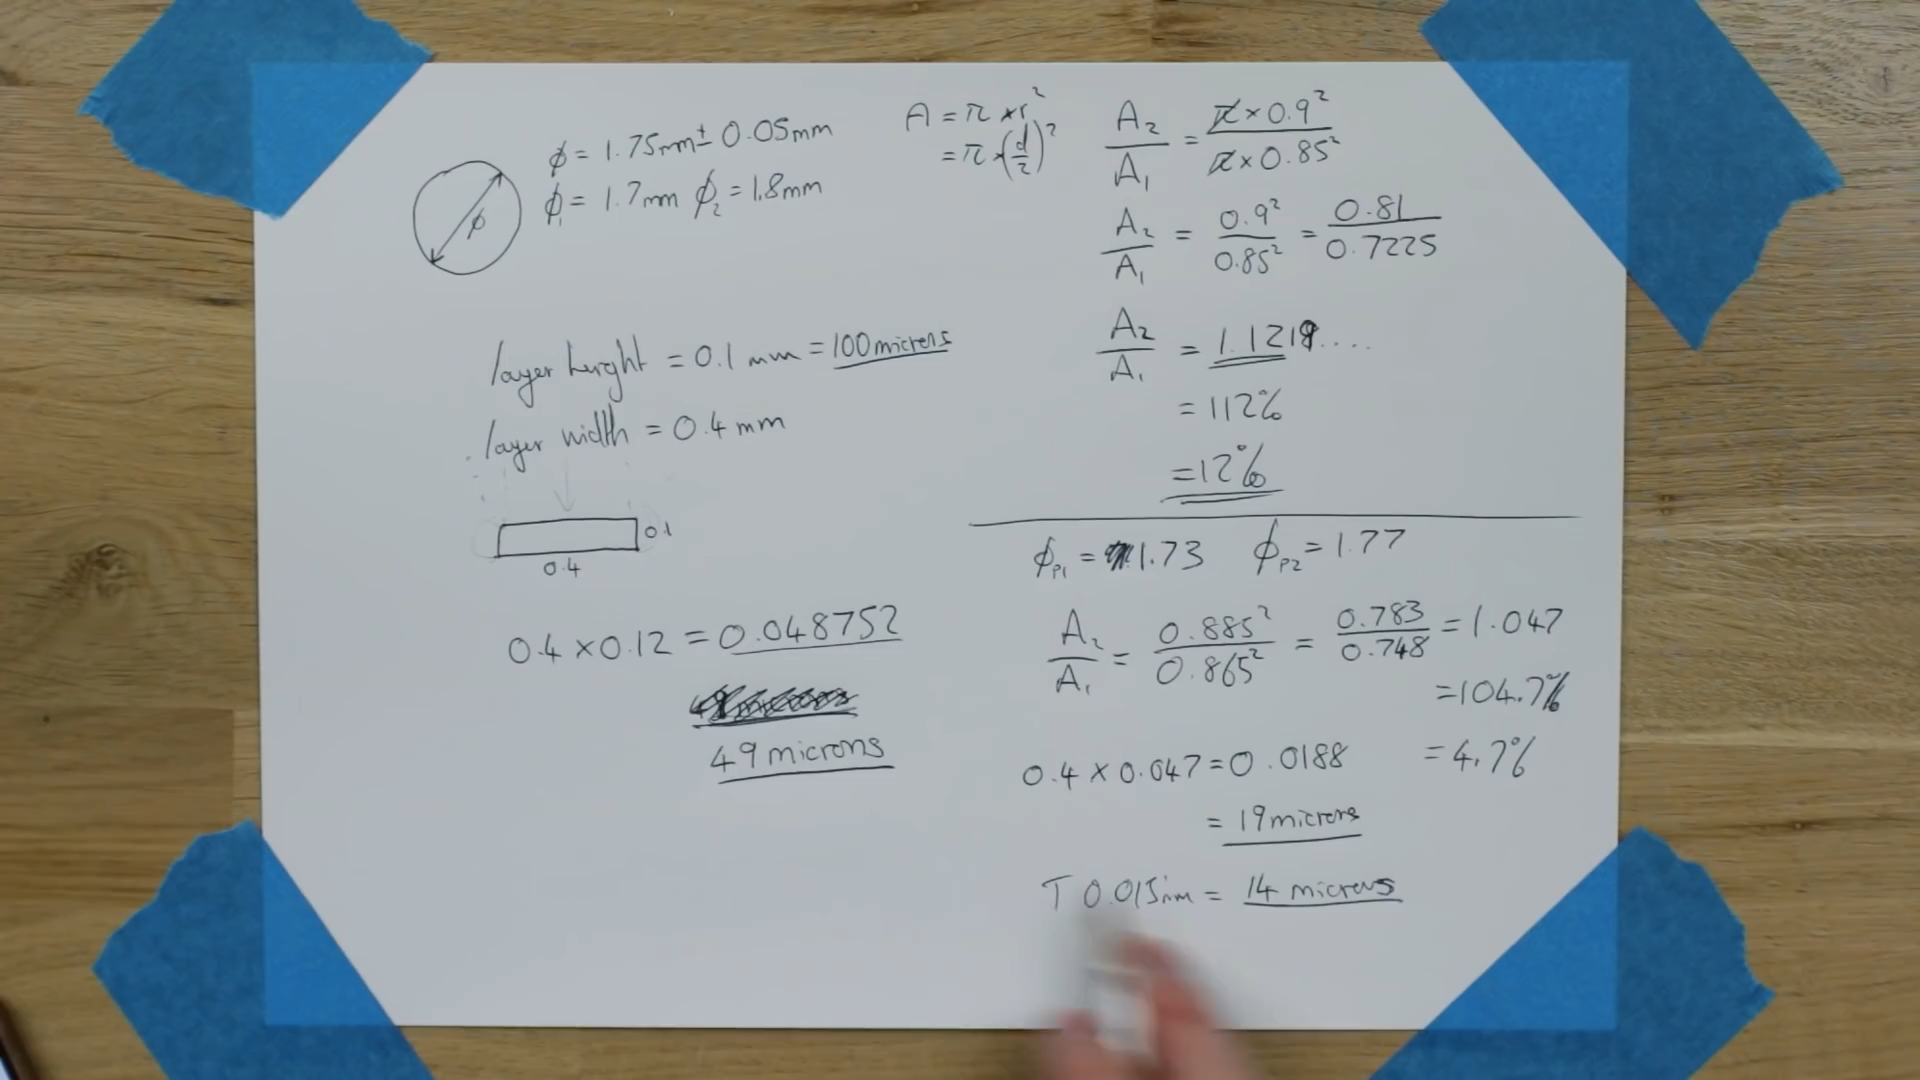 ϕ = 1.75mm ± 0.05mm
ϕ₁ = 1.7mm ϕ₂ = 1.8mm
ϕ
A = π × r²
= π × (d/2)²
layer height = 0.1 mm = 100 microns
layer width = 0.4 mm
0.1
0.4
0.4 × 0.12 = 0.048752
49 microns
A₂/A₁ = π × 0.9² / π × 0.85²
A₂/A₁ = 0.9²/0.85² = 0.81/0.7225
A₂/A₁ = 1.1219....
= 112%
= 12%
ϕP1 = 1.73 ϕP2 = 1.77
A₂/A₁ = 0.885²/0.865² = 0.783/0.748 = 1.047
= 104.7%
= 4.7%
0.4 × 0.047 = 0.0188
= 19 microns
T 0.015mm = 14 microns